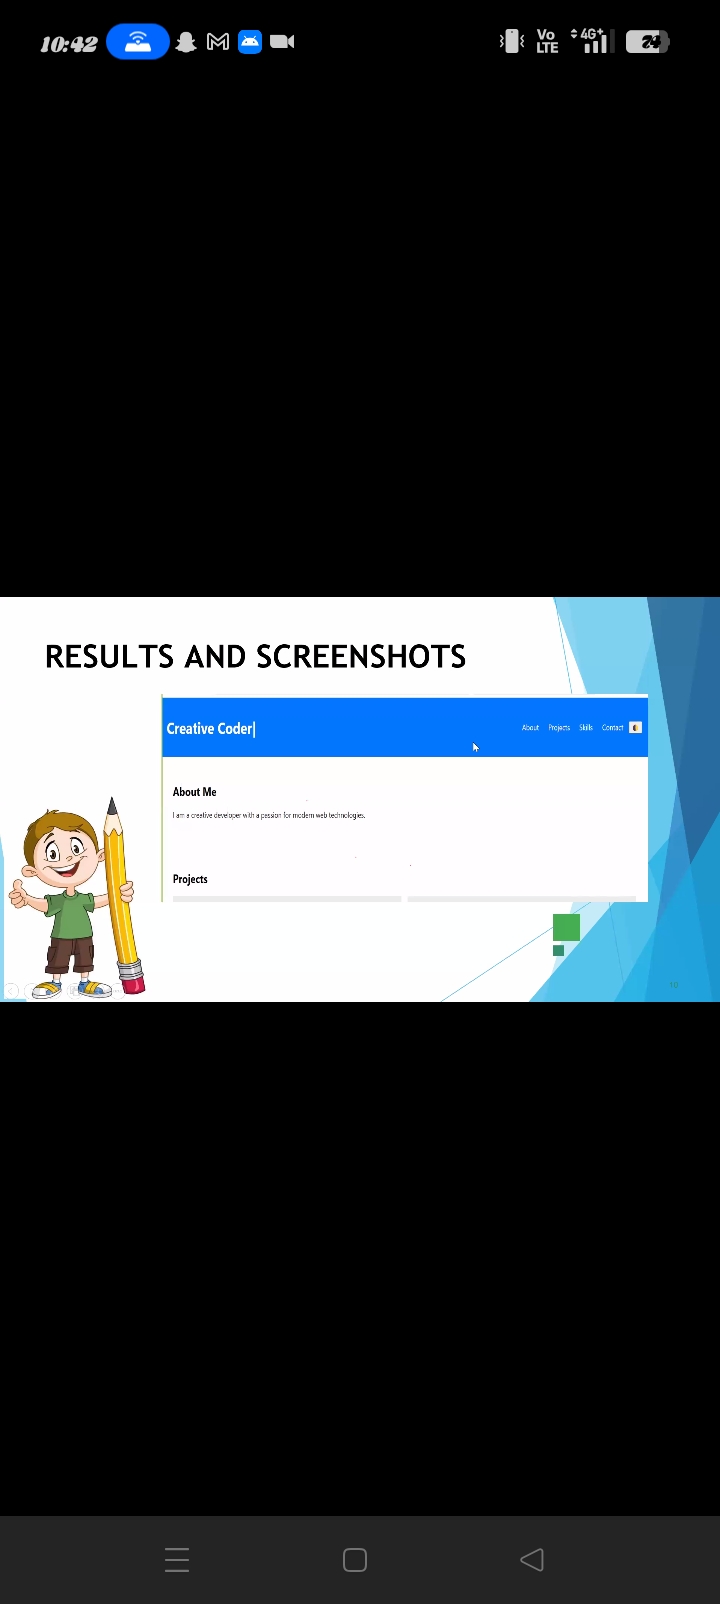 10:42
Vo
LTE
4G+
24
RESULTS AND SCREENSHOTS
Creative Coder|
About Projects Skills Contact
About Me
I am a creative developer with a passion for modern web technologies.
Projects
10